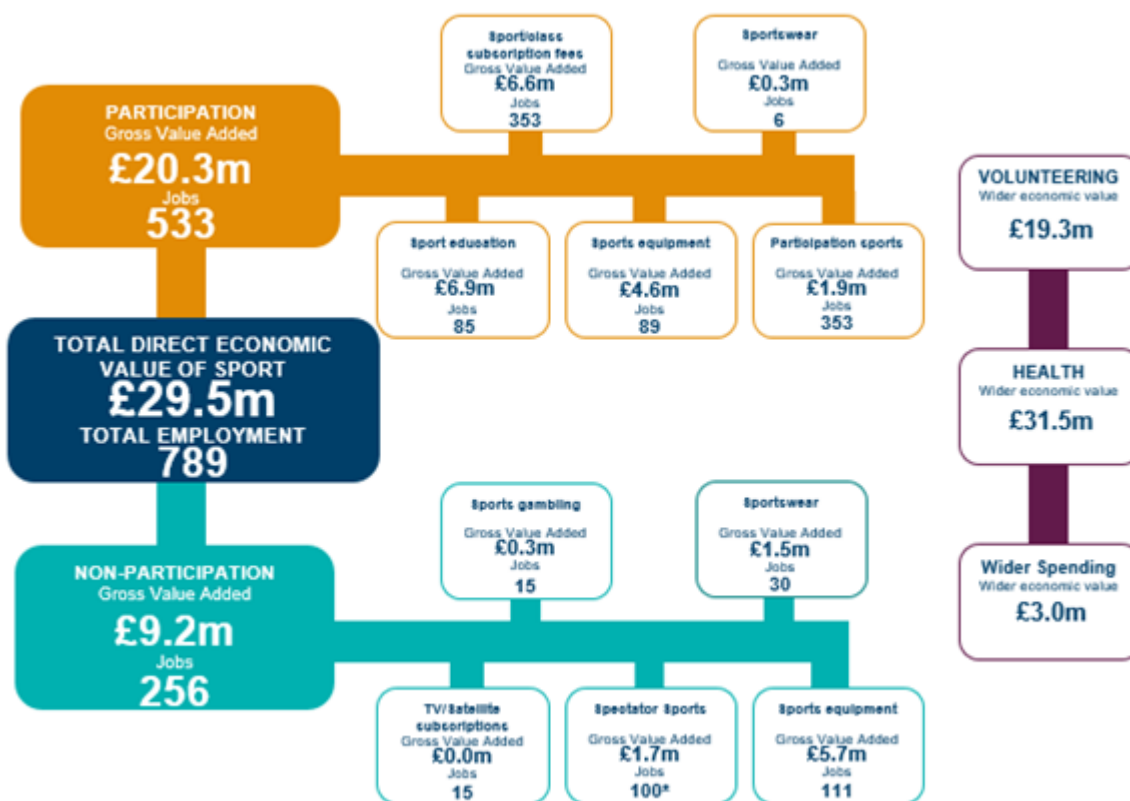 Sport/class
subscription fees
Gross Value Added
£6.6m
Jobs
353
Sportswear
Gross Value Added
£0.3m
Jobs
6
PARTICIPATION
Gross Value Added
£20.3m
Jobs
533
Sport education
Gross Value Added
£6.9m
Jobs
85
Sports equipment
Gross Value Added
£4.6m
Jobs
89
Participation sports
Gross Value Added
£1.9m
Jobs
353
TOTAL DIRECT ECONOMIC
VALUE OF SPORT
£29.5m
TOTAL EMPLOYMENT
789
Sports gambling
Gross Value Added
£0.3m
Jobs
15
Sportswear
Gross Value Added
£1.5m
Jobs
30
NON-PARTICIPATION
Gross Value Added
£9.2m
Jobs
256
TV/Satellite
subscriptions
Gross Value Added
£0.0m
Jobs
15
Spectator Sports
Gross Value Added
£1.7m
Jobs
100*
Sports equipment
Gross Value Added
£5.7m
Jobs
111
VOLUNTEERING
Wider economic value
£19.3m
HEALTH
Wider economic value
£31.5m
Wider Spending
Wider economic value
£3.0m